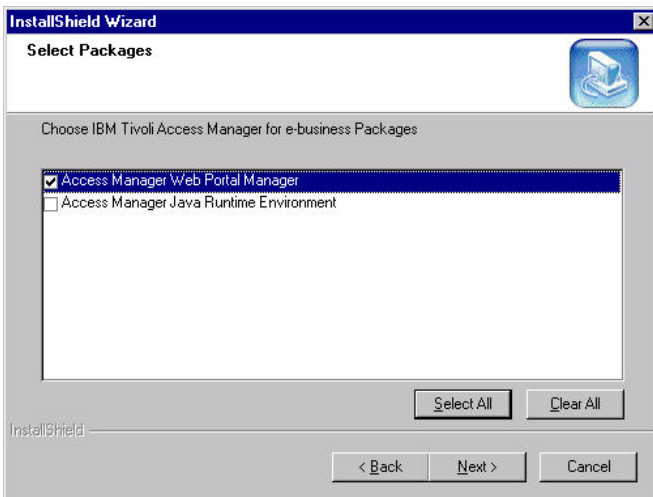 InstallShield Wizard
Select Packages
Choose IBM Tivoli Access Manager for e-business Packages
Access Manager Web Portal Manager
Access Manager Java Runtime Environment
Select All
Clear All
InstallShield
< Back
Next >
Cancel